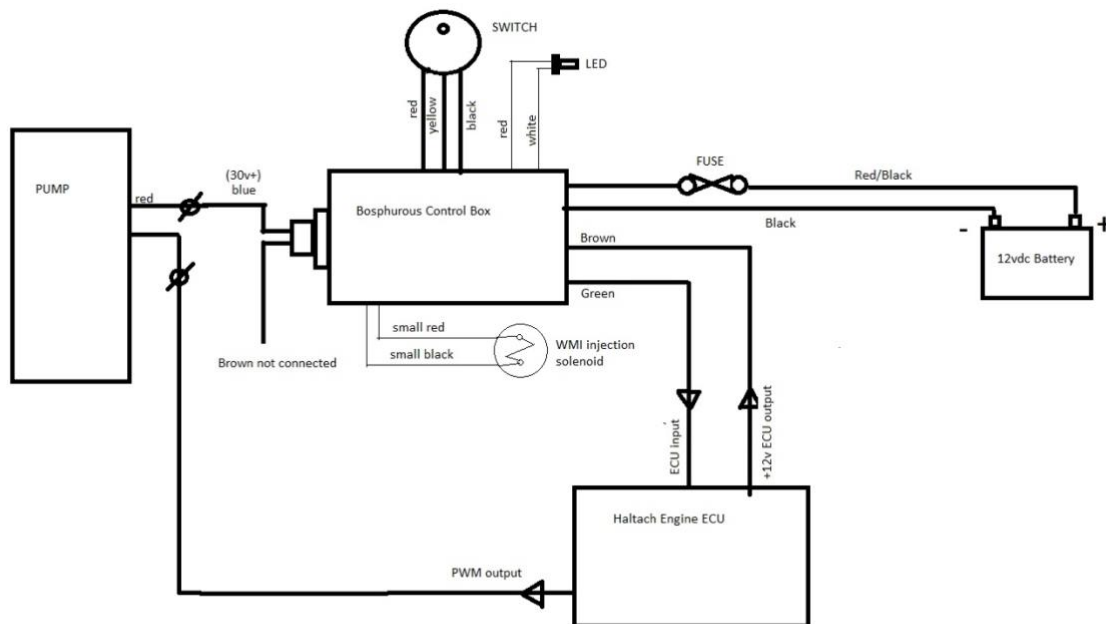 SWITCH
LED
red
yellow
black
red
white
PUMP
red
(30v+)
blue
Bosphurous Control Box
FUSE
Red/Black
Black
-
+
12vdc Battery
Brown
Green
Brown not connected
small red
small black
WMI injection
solenoid
ECU input
+12v ECU output
Haltach Engine ECU
PWM output